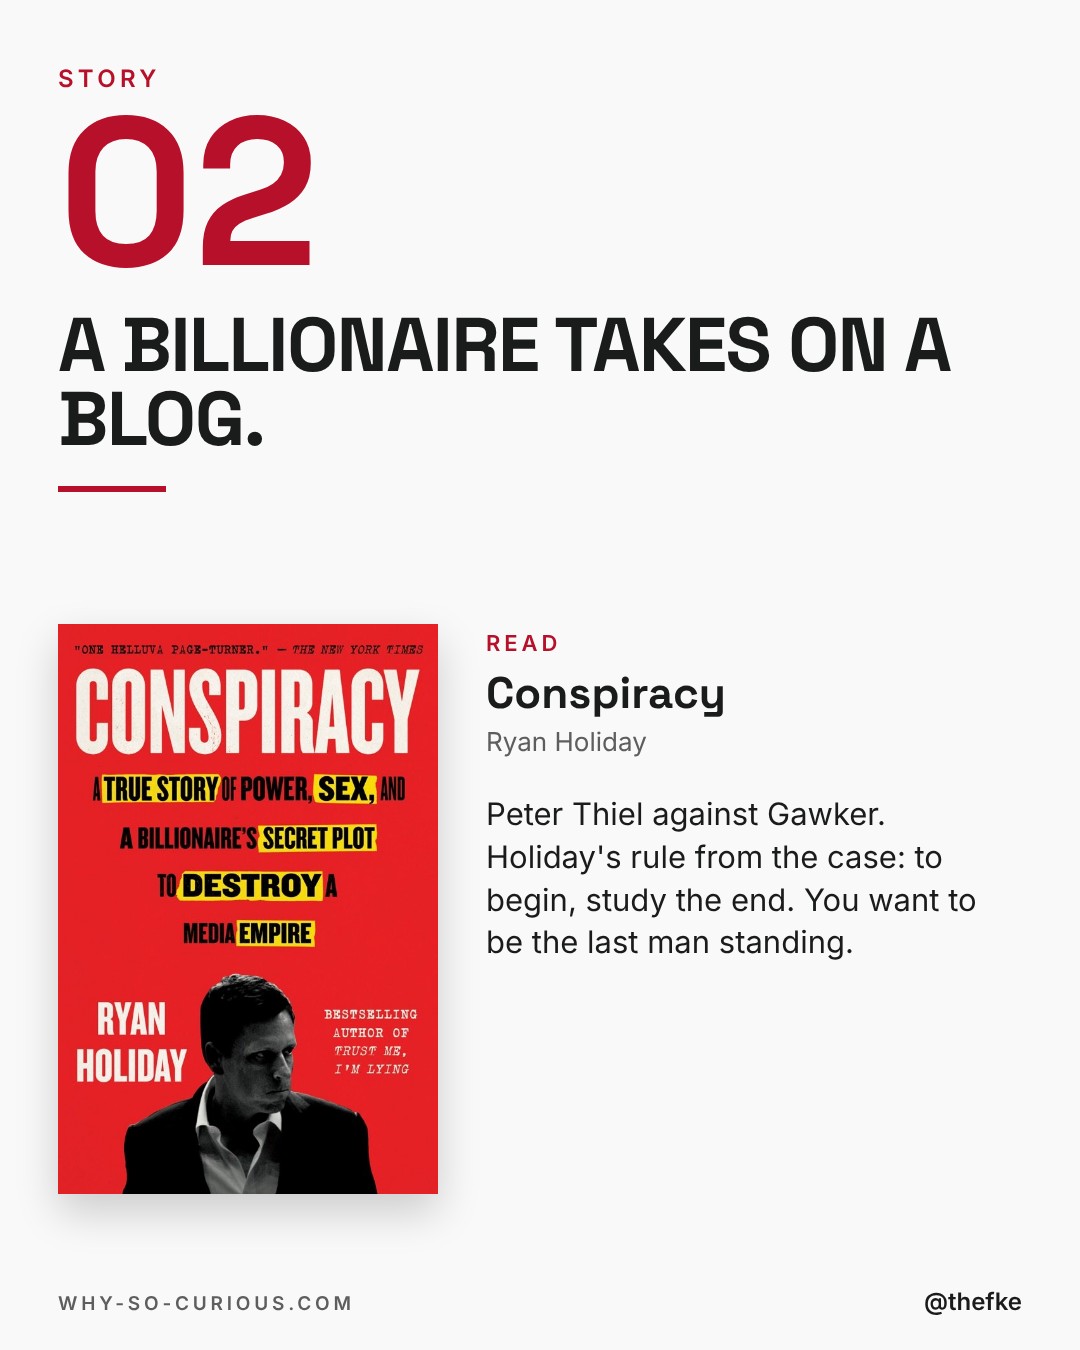 STORY
02
A BILLIONAIRE TAKES ON A
BLOG.
"ONE HELLUVA PAGE-TURNER." — THE NEW YORK TIMES
CONSPIRACY
A TRUE STORY OF POWER, SEX, AND
A BILLIONAIRE'S SECRET PLOT
TO DESTROY A
MEDIA EMPIRE
RYAN
HOLIDAY
BESTSELLING
AUTHOR OF
TRUST ME,
I'M LYING
READ
Conspiracy
Ryan Holiday
Peter Thiel against Gawker.
Holiday's rule from the case: to
begin, study the end. You want to
be the last man standing.
WHY-SO-CURIOUS.COM
@thefke